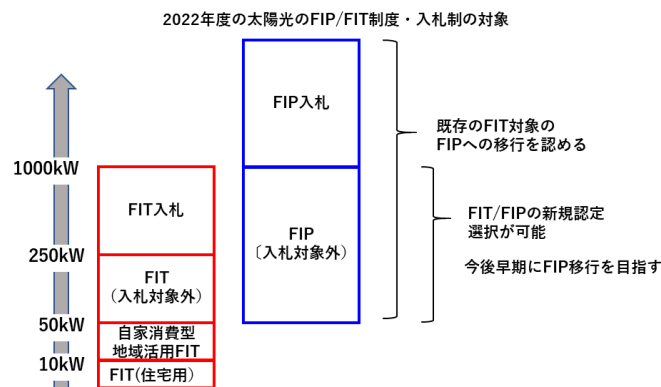 2022年度の太陽光のFIP/FIT制度・入札制の対象
FIP入札
既存のFIT対象の
FIPへの移行を認める
1000kW
FIT入札
FIP
〔入札対象外）
FIT/FIPの新規認定
選択が可能
今後早期にFIP移行を目指す
250kW
FIT
（入札対象外）
50kW
自家消費型
地域活用FIT
10kW
FIT(住宅用）